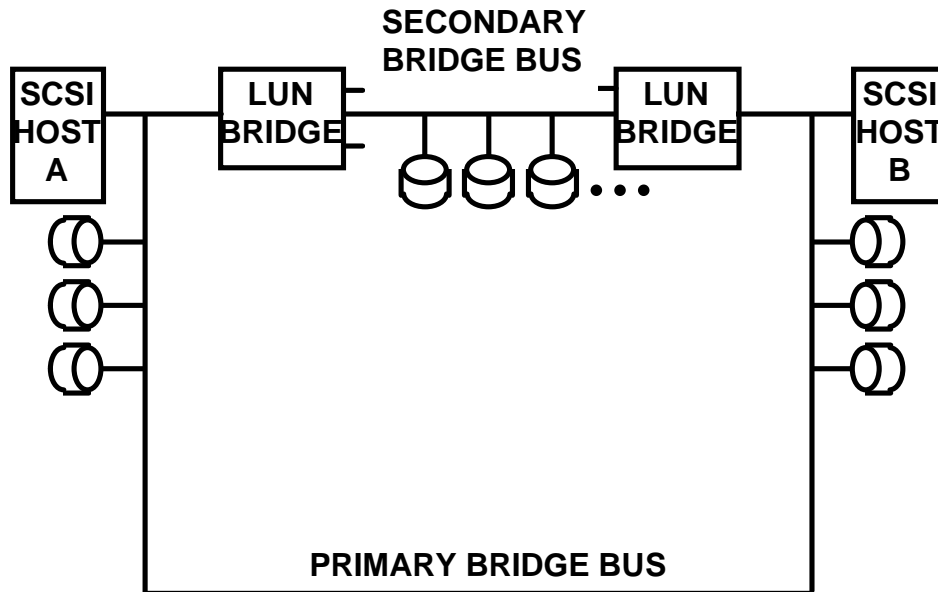 SECONDARY
BRIDGE BUS
SCSI
HOST
A
LUN
BRIDGE
LUN
BRIDGE
SCSI
HOST
B
PRIMARY BRIDGE BUS